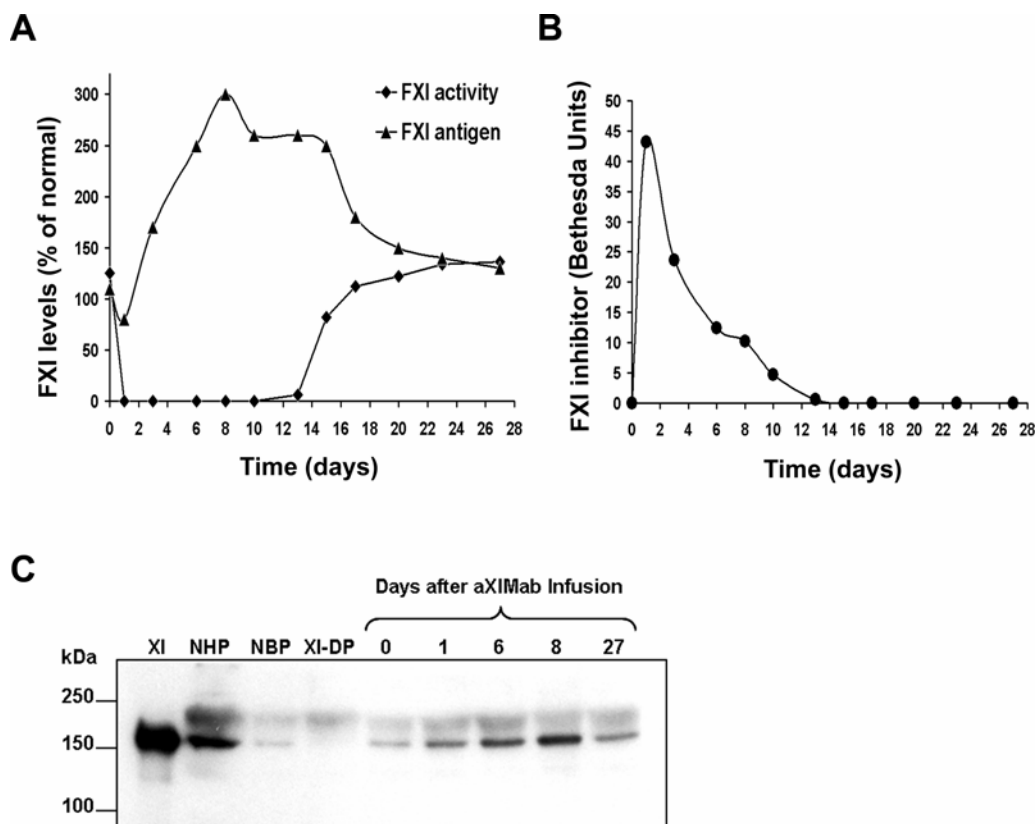 A
FXI levels (% of normal)
300
250
200
150
100
50
0
FXI activity
FXI antigen
0 2 4 6 8 10 12 14 16 18 20 22 24 26 28
Time (days)
B
FXI inhibitor (Bethesda Units)
50
45
40
35
30
25
20
15
10
5
0
0 2 4 6 8 10 12 14 16 18 20 22 24 26 28
Time (days)
C
Days after aXIMab Infusion
kDa XI NHP NBP XI-DP 0 1 6 8 27
250
150
100